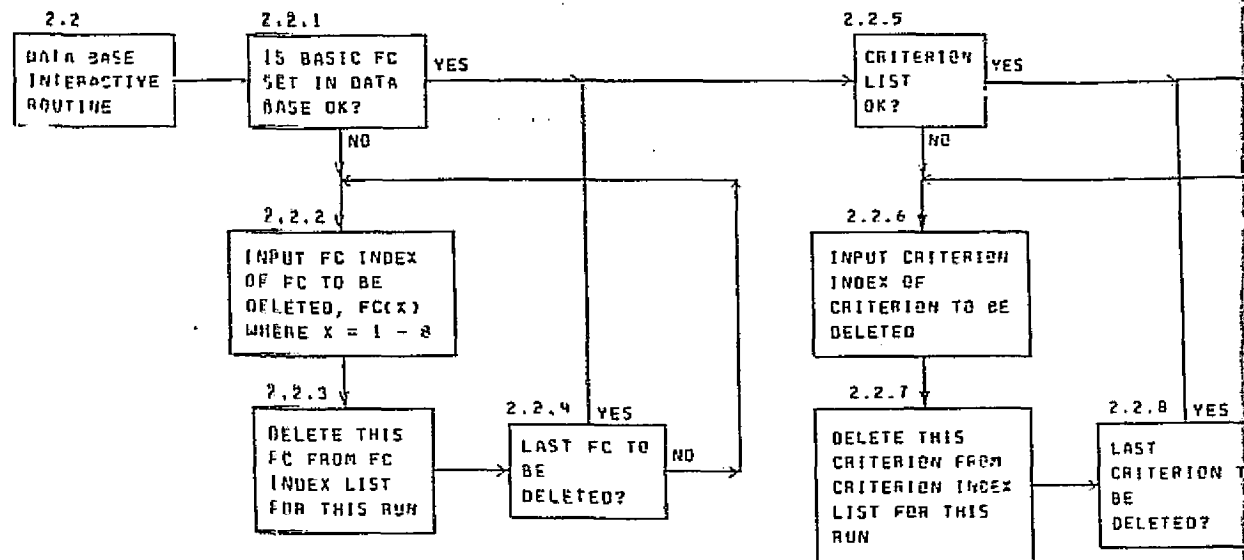 2.2
DATA BASE
INTERACTIVE
ROUTINE
2.2.1
IS BASIC FC
SET IN DATA
BASE OK?
YES
NO
2.2.2
INPUT FC INDEX
OF FC TO BE
DELETED, FC(X)
WHERE X = 1 - 8
2.2.3
DELETE THIS
FC FROM FC
INDEX LIST
FOR THIS RUN
2.2.4
YES
LAST FC TO
BE
DELETED?
NO
2.2.5
CRITERION
LIST
OK?
YES
NO
2.2.6
INPUT CRITERION
INDEX OF
CRITERION TO BE
DELETED
2.2.7
DELETE THIS
CRITERION FROM
CRITERION INDEX
LIST FOR THIS
RUN
2.2.8
YES
LAST
CRITERION T
BE
DELETED?